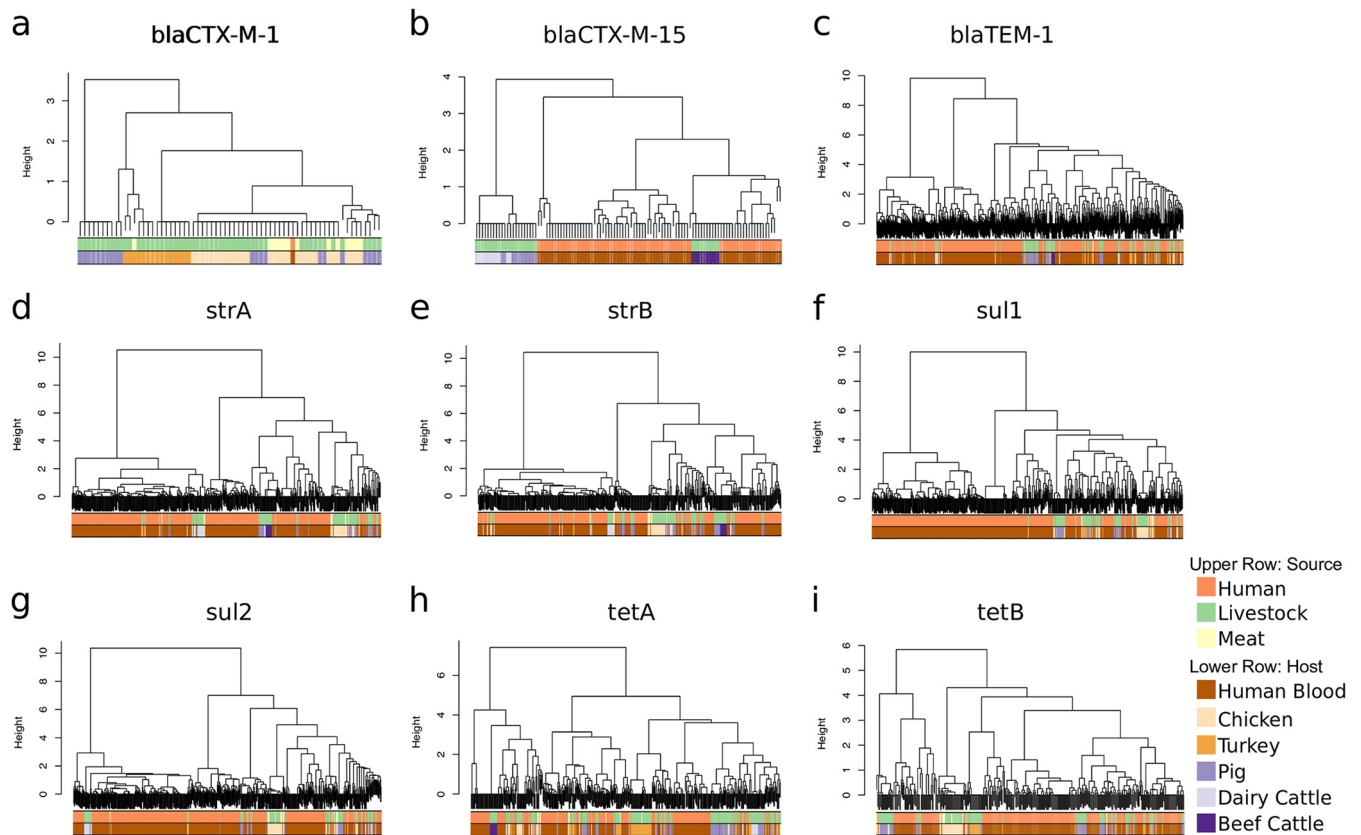 a
blaCTX-M-1
b
blaCTX-M-15
c
blaTEM-1
Height
3
2
1
0
Height
4
3
2
1
0
Height
10
8
6
4
2
0
d
strA
e
strB
f
sul1
Height
10
8
6
4
2
0
Height
10
8
6
4
2
0
Height
10
8
6
4
2
0
g
sul2
h
tetA
i
tetB
Height
10
8
6
4
2
0
Height
6
4
2
0
Height
6
5
4
3
2
1
0
Upper Row: Source
Human
Livestock
Meat
Lower Row: Host
Human Blood
Chicken
Turkey
Pig
Dairy Cattle
Beef Cattle